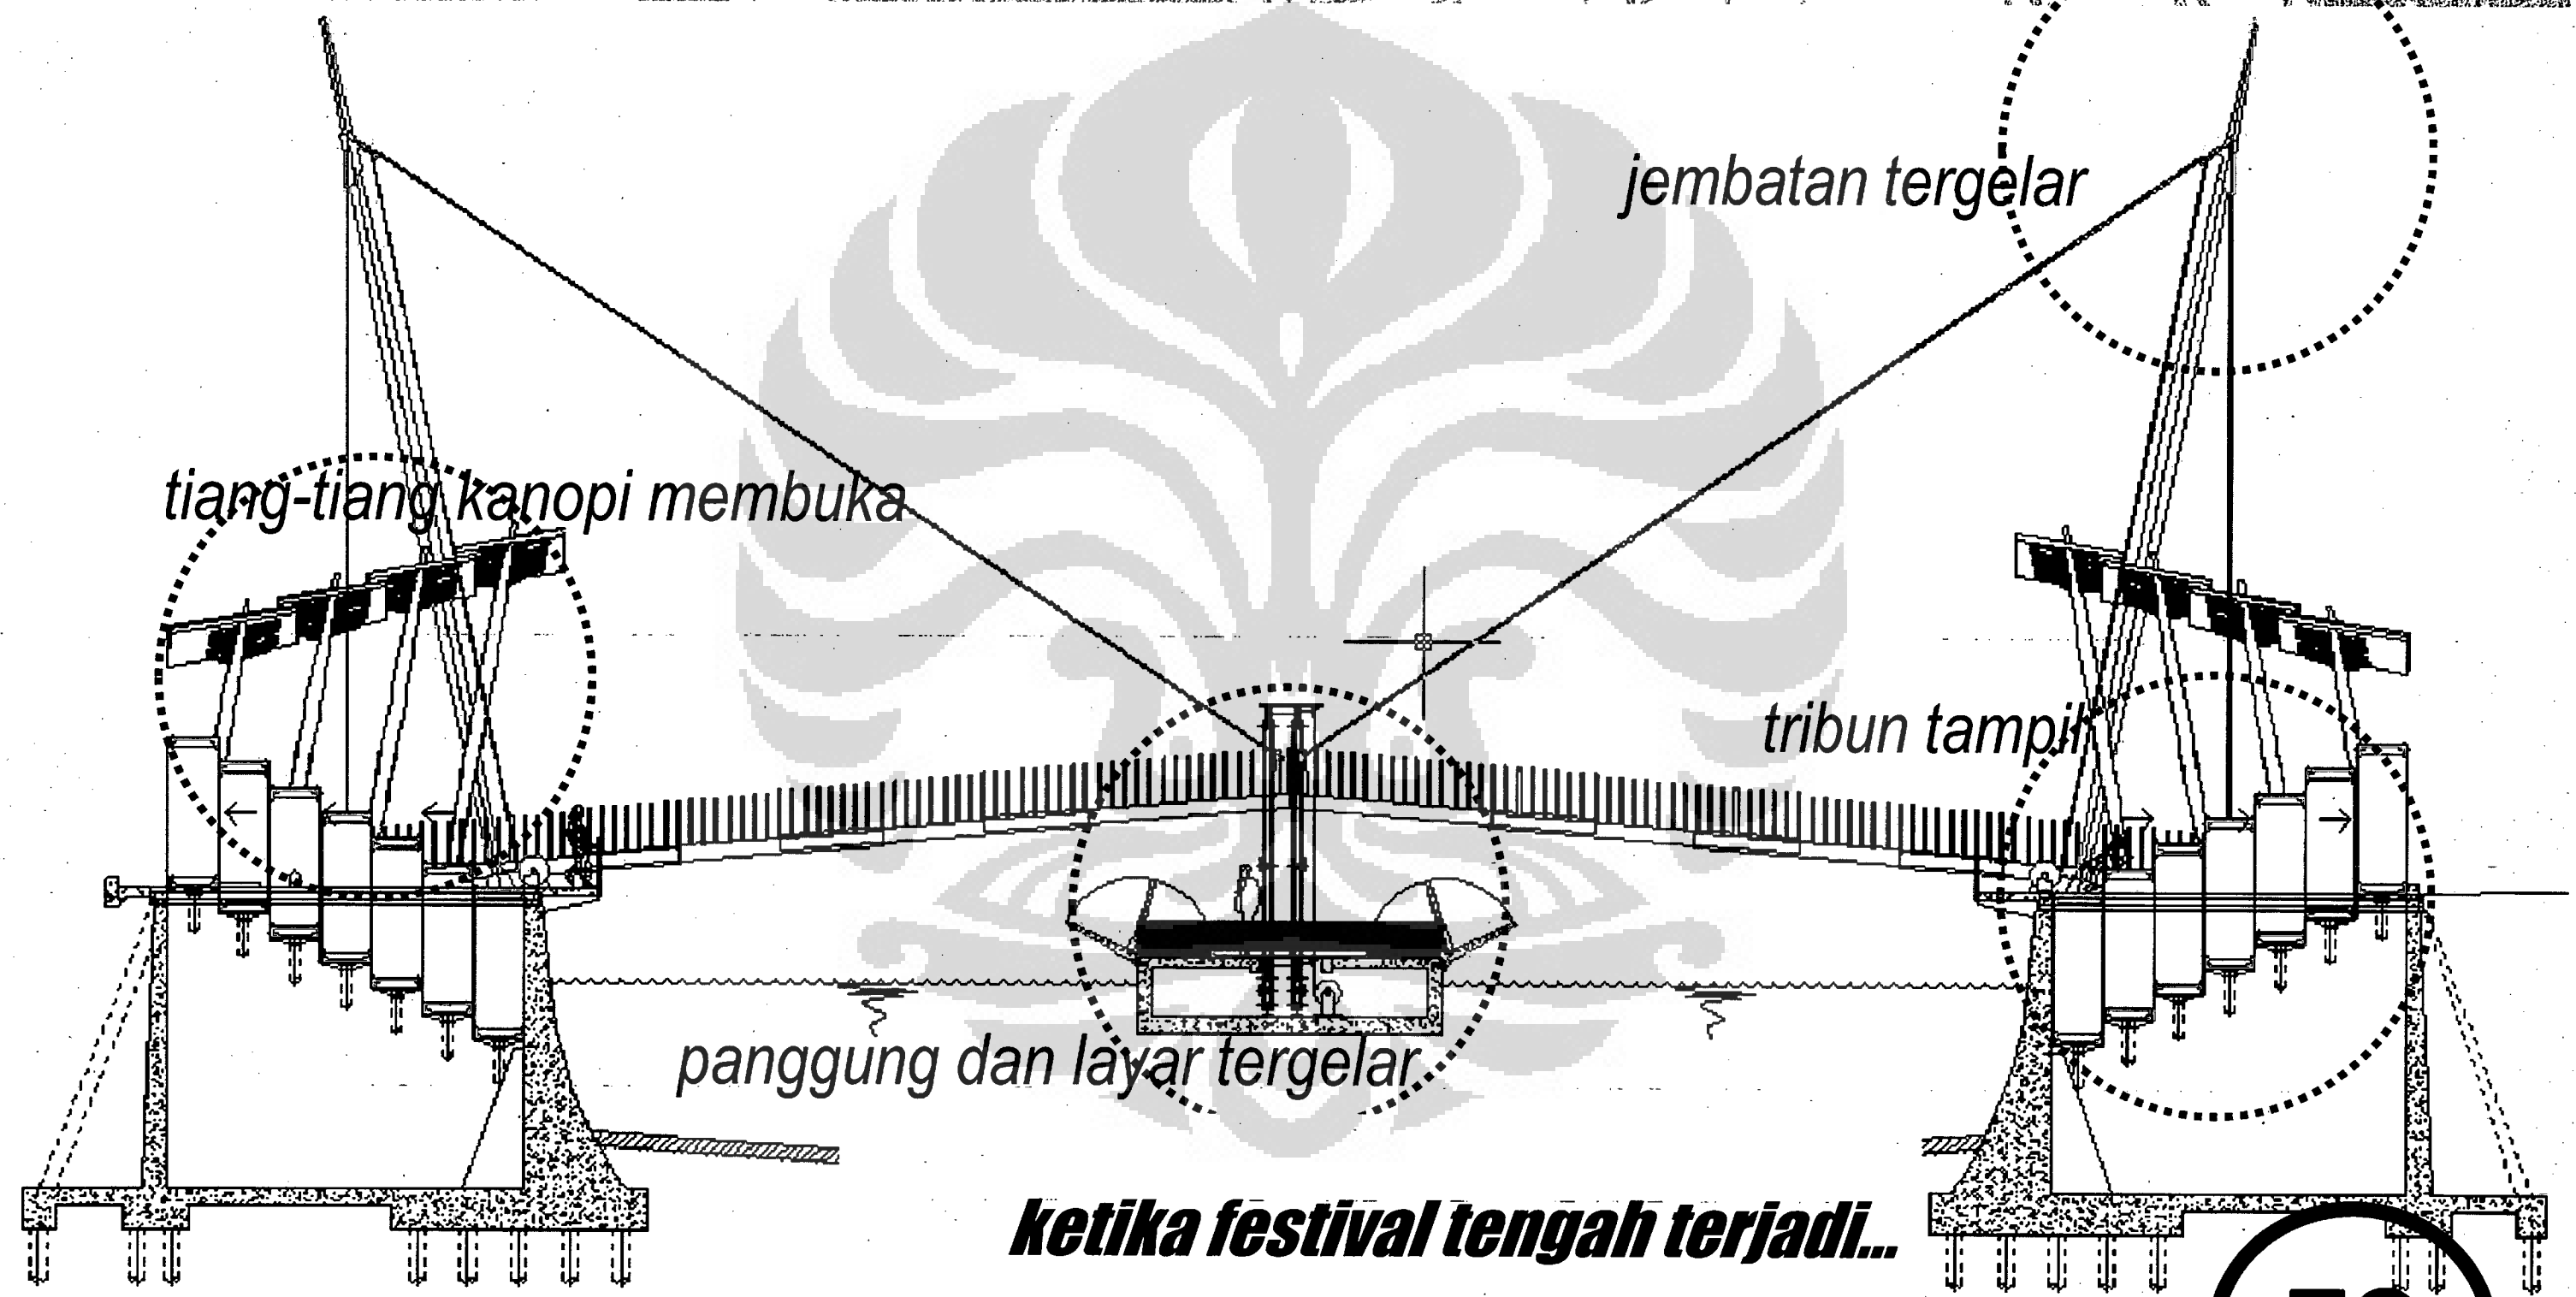 jembatan tergelar
tiang-tiang kanopi membuka
tribun tampil
panggung dan layar tergelar
ketika festival tengah terjadi...